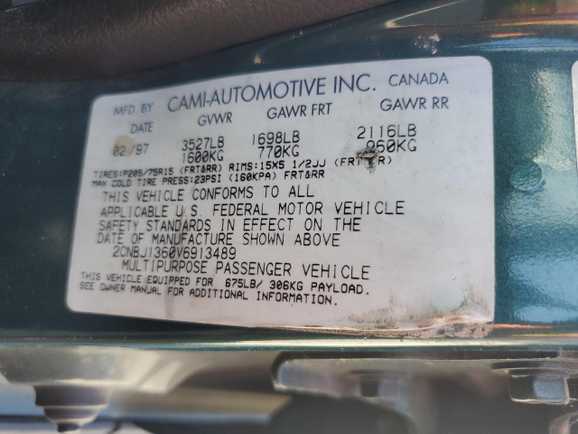 MFD BY CAMI-AUTOMOTIVE INC. CANADA
DATE GVWR GAWR FRT GAWR RR
02/97 3527LB 1698LB 2116LB
1600KG 770KG 960KG
TIRES:P205/75R15 (FRT&RR) RIMS:15X5 1/2JJ (FRT&RR)
MAX COLD TIRE PRESS:23PSI (160KPA) FRT&RR
THIS VEHICLE CONFORMS TO ALL
APPLICABLE U.S. FEDERAL MOTOR VEHICLE
SAFETY STANDARDS IN EFFECT ON THE
DATE OF MANUFACTURE SHOWN ABOVE
2CNBJ1360V6913489
MULTIPURPOSE PASSENGER VEHICLE
THIS VEHICLE EQUIPPED FOR 675LB/ 306KG PAYLOAD.
SEE OWNER MANUAL FOR ADDITIONAL INFORMATION.